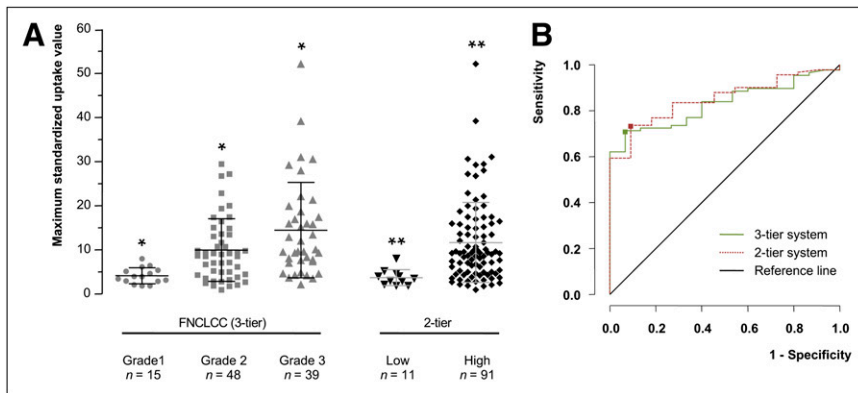 A
Maximum standardized uptake value
60
50
40
30
20
10
0
*
*
*
**
**
FNCLCC (3-tier)
2-tier
Grade1
n = 15
Grade 2
n = 48
Grade 3
n = 39
Low
n = 11
High
n = 91
B
Sensitivity
1.0
0.8
0.6
0.4
0.2
0.0
3-tier system
2-tier system
Reference line
0.0 0.2 0.4 0.6 0.8 1.0
1 - Specificity